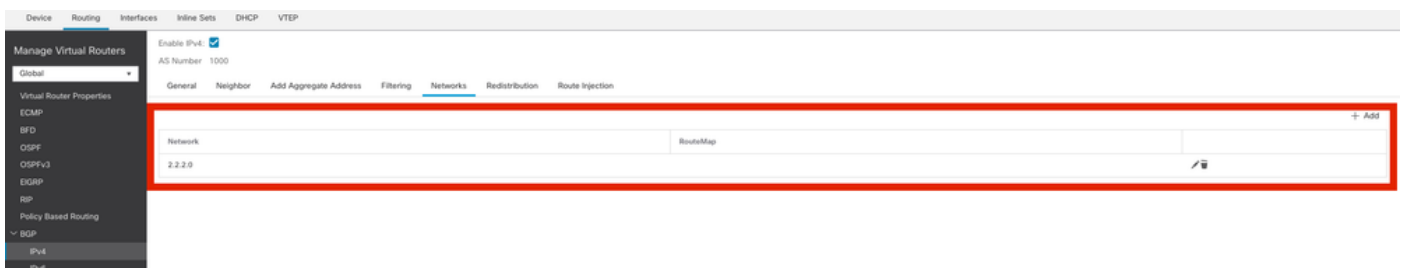 Device Routing Interfaces Inline Sets DHCP VTEP
Manage Virtual Routers
Global
Virtual Router Properties
ECMP
BFD
OSPF
OSPFv3
EIGRP
RIP
Policy Based Routing
BGP
IPv4
IPv6
Enable IPv4:
AS Number 1000
General Neighbor Add Aggregate Address Filtering Networks Redistribution Route Injection
+ Add
Network RouteMap
2.2.2.0